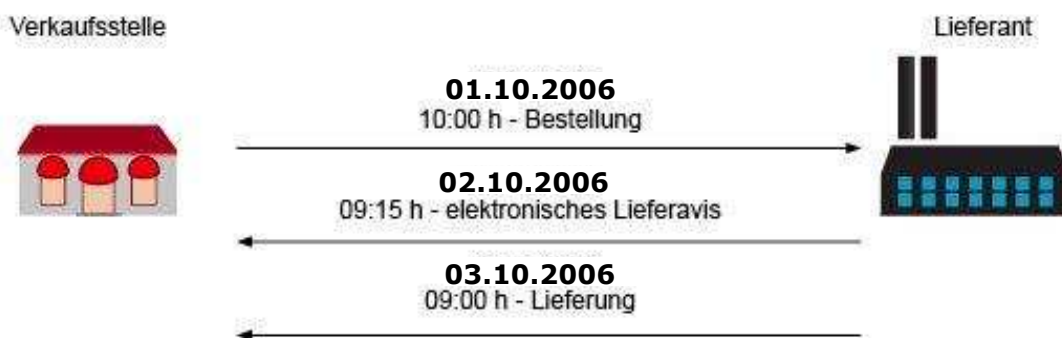 Verkaufsstelle
Lieferant
01.10.2006
10:00 h - Bestellung
02.10.2006
09:15 h - elektronisches Lieferavis
03.10.2006
09:00 h - Lieferung